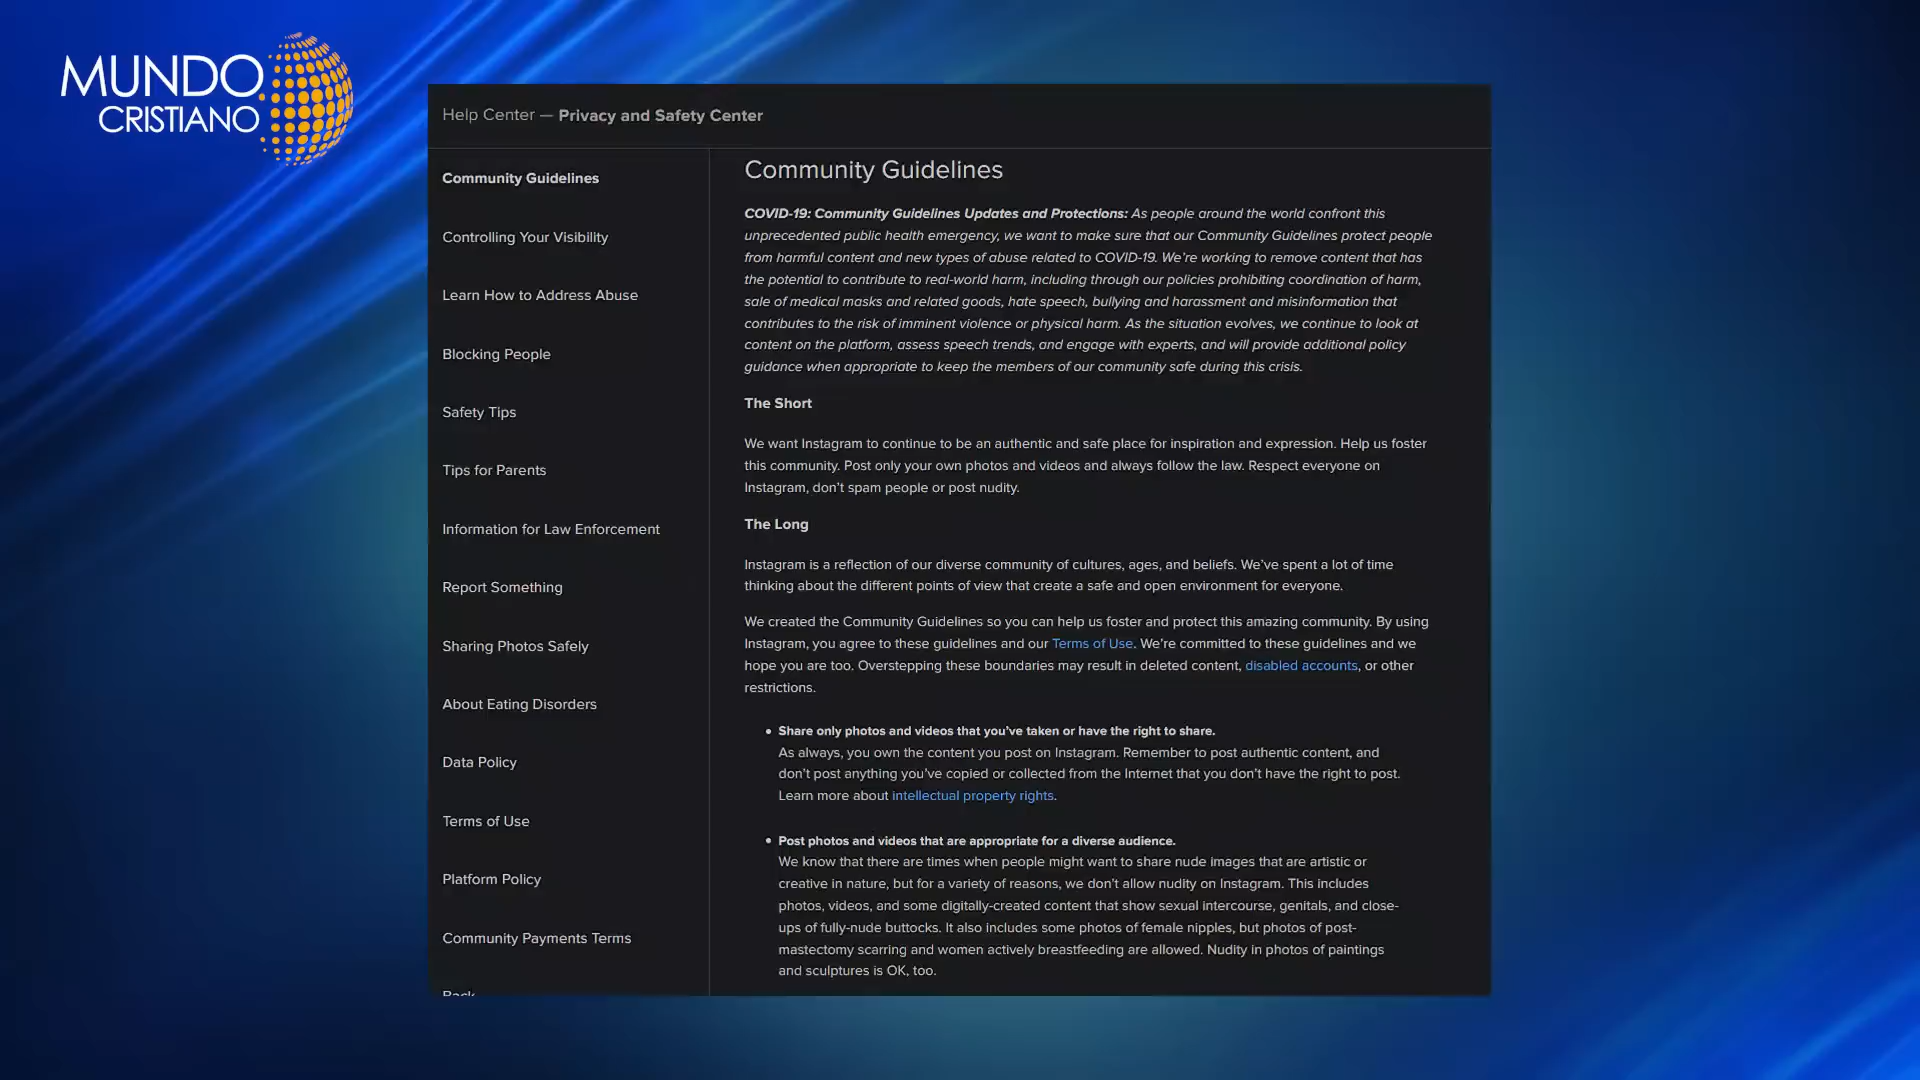 MUNDO
CRISTIANO
Help Center — Privacy and Safety Center
Community Guidelines
Controlling Your Visibility
Learn How to Address Abuse
Blocking People
Safety Tips
Tips for Parents
Information for Law Enforcement
Report Something
Sharing Photos Safely
About Eating Disorders
Data Policy
Terms of Use
Platform Policy
Community Payments Terms
Back
Community Guidelines
COVID-19: Community Guidelines Updates and Protections: As people around the world confront this
unprecedented public health emergency, we want to make sure that our Community Guidelines protect people
from harmful content and new types of abuse related to COVID-19. We’re working to remove content that has
the potential to contribute to real-world harm, including through our policies prohibiting coordination of harm,
sale of medical masks and related goods, hate speech, bullying and harassment and misinformation that
contributes to the risk of imminent violence or physical harm. As the situation evolves, we continue to look at
content on the platform, assess speech trends, and engage with experts, and will provide additional policy
guidance when appropriate to keep the members of our community safe during this crisis.
The Short
We want Instagram to continue to be an authentic and safe place for inspiration and expression. Help us foster
this community. Post only your own photos and videos and always follow the law. Respect everyone on
Instagram, don’t spam people or post nudity.
The Long
Instagram is a reflection of our diverse community of cultures, ages, and beliefs. We’ve spent a lot of time
thinking about the different points of view that create a safe and open environment for everyone.
We created the Community Guidelines so you can help us foster and protect this amazing community. By using
Instagram, you agree to these guidelines and our Terms of Use. We’re committed to these guidelines and we
hope you are too. Overstepping these boundaries may result in deleted content, disabled accounts, or other
restrictions.
• Share only photos and videos that you’ve taken or have the right to share.
As always, you own the content you post on Instagram. Remember to post authentic content, and
don’t post anything you’ve copied or collected from the Internet that you don’t have the right to post.
Learn more about intellectual property rights.
• Post photos and videos that are appropriate for a diverse audience.
We know that there are times when people might want to share nude images that are artistic or
creative in nature, but for a variety of reasons, we don’t allow nudity on Instagram. This includes
photos, videos, and some digitally-created content that show sexual intercourse, genitals, and close-
ups of fully-nude buttocks. It also includes some photos of female nipples, but photos of post-
mastectomy scarring and women actively breastfeeding are allowed. Nudity in photos of paintings
and sculptures is OK, too.